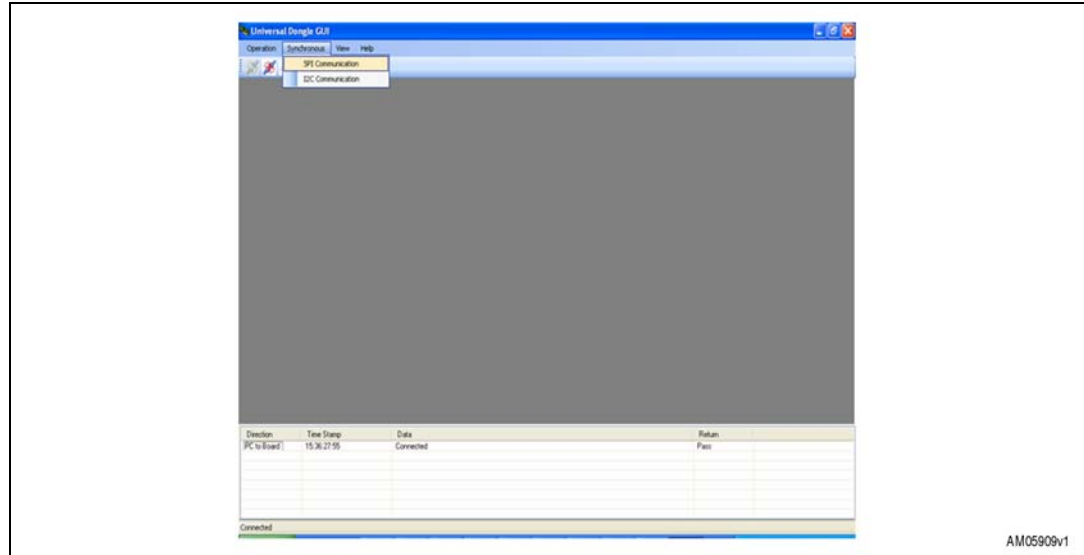 Universal Dongle GUI
Operation Synchronous View Help
SPI Communication
I2C Communication
Direction Time Stamp Data Return
PC to Board 15:36:27:55 Connected Pass
Connected
AM05909v1